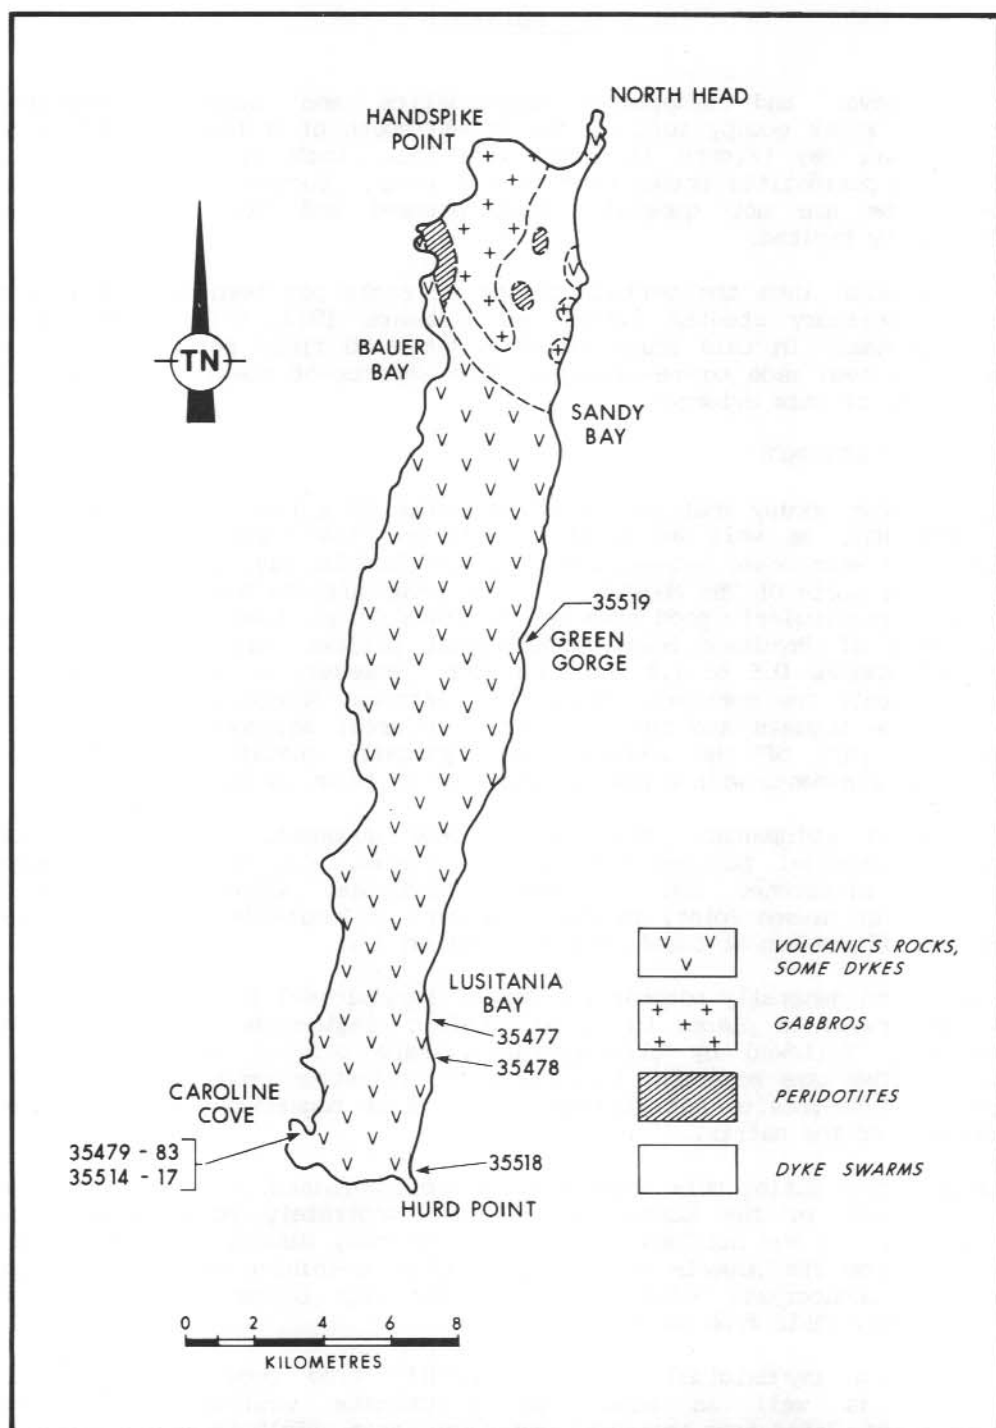 NORTH HEAD
HANDSPIKE
POINT
TN
BAUER
BAY
SANDY
BAY
35519
GREEN
GORGE
LUSITANIA
BAY
35477
35478
CAROLINE
COVE
35479 - 83
35514 - 17
35518
HURD POINT
V V
V
VOLCANICS ROCKS,
SOME DYKES
GABBROS
PERIDOTITES
DYKE SWARMS
0 2 4 6 8
KILOMETRES